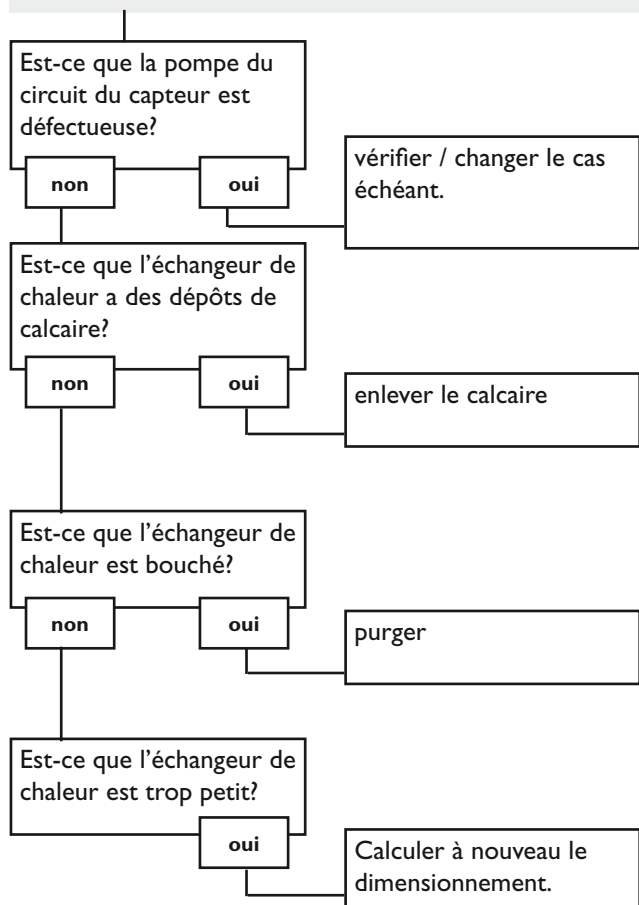 Est-ce que la pompe du
circuit du capteur est
défectueuse?
non
oui
vérifier / changer le cas
échéant.
Est-ce que l'échangeur de
chaleur a des dépôts de
calcaire?
non
oui
enlever le calcaire
Est-ce que l'échangeur de
chaleur est bouché?
non
oui
purger
Est-ce que l'échangeur de
chaleur est trop petit?
oui
Calculer à nouveau le
dimensionnement.